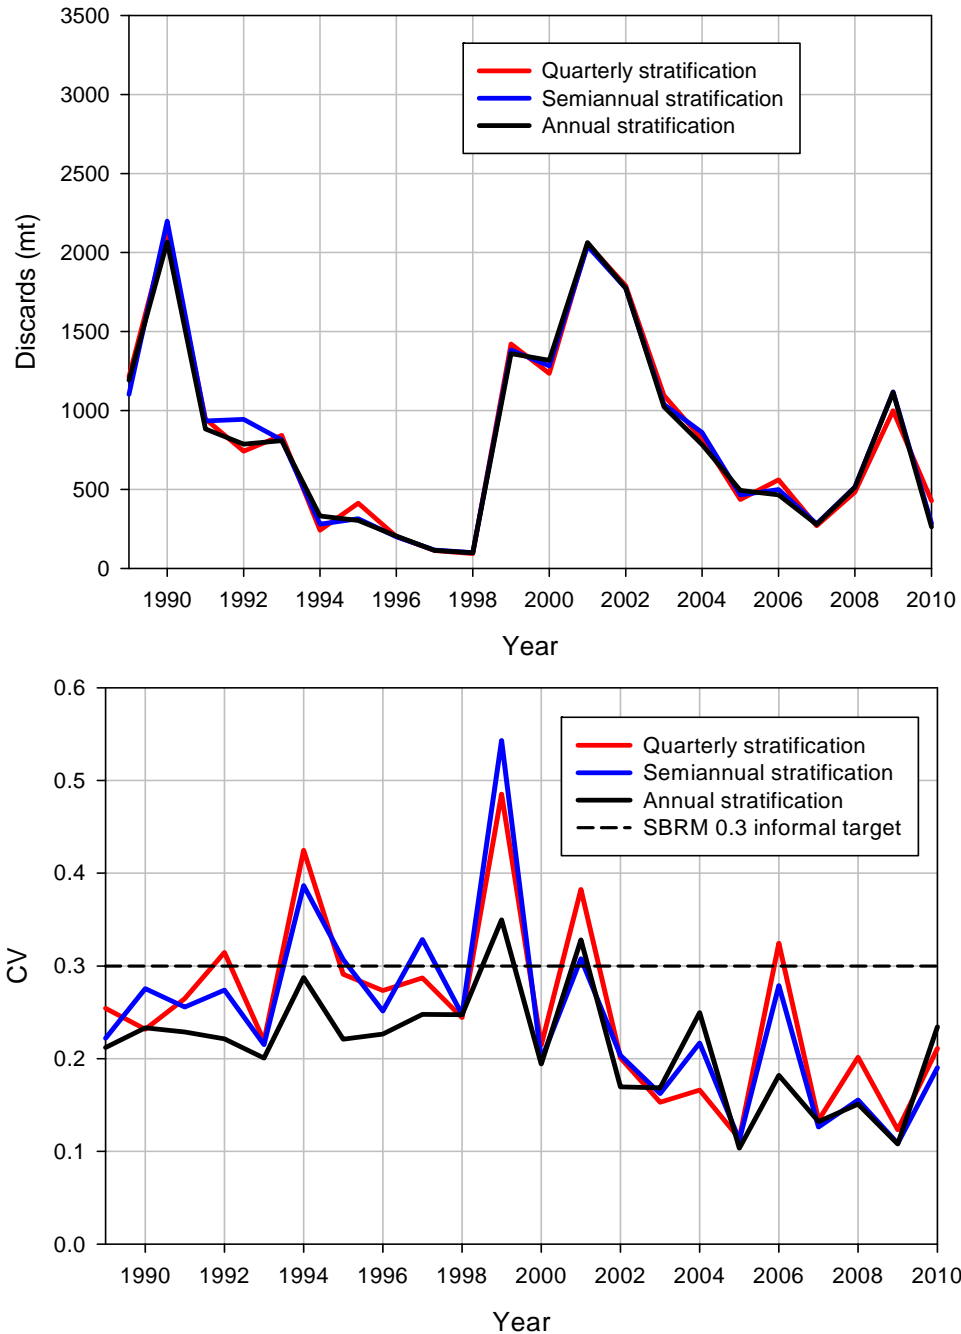 3500
3000
2500
2000
1500
1000
500
0
Discards (mt)
Quarterly stratification
Semiannual stratification
Annual stratification
1990 1992 1994 1996 1998 2000 2002 2004 2006 2008 2010
Year
0.6
0.5
0.4
0.3
0.2
0.1
0.0
CV
Quarterly stratification
Semiannual stratification
Annual stratification
SBRM 0.3 informal target
1990 1992 1994 1996 1998 2000 2002 2004 2006 2008 2010
Year